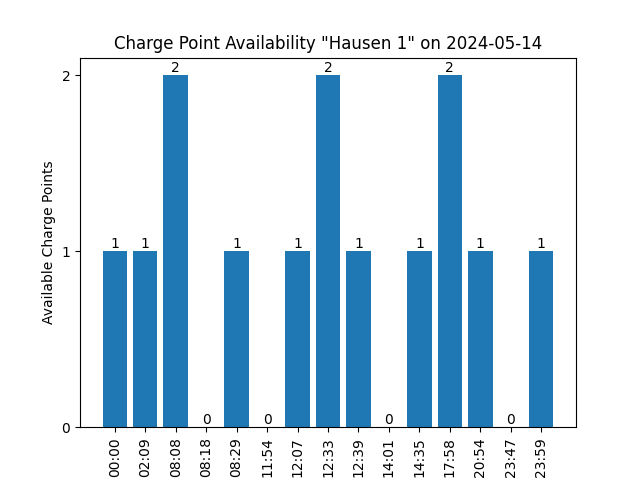 Charge Point Availability "Hausen 1" on 2024-05-14
Available Charge Points
2
1
0
1 1 2 0 1 0 1 2 1 0 1 2 1 0 1
00:00 02:09 08:08 08:18 08:29 11:54 12:07 12:33 12:39 14:01 14:35 17:58 20:54 23:47 23:59